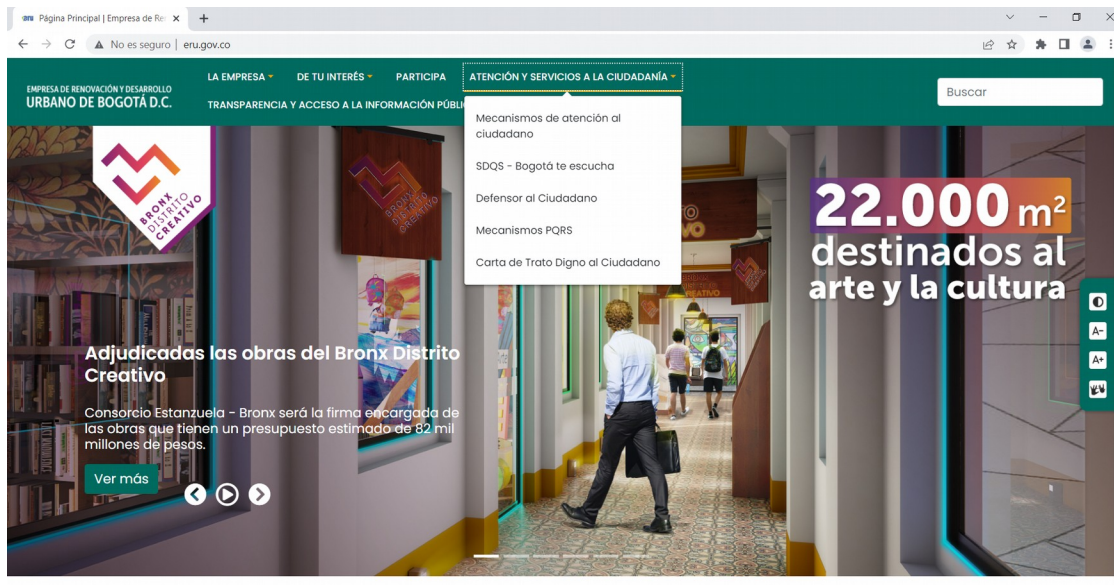 Página Principal | Empresa de Re
No es seguro | eru.gov.co
EMPRESA DE RENOVACIÓN Y DESARROLLO
URBANO DE BOGOTÁ D.C.
LA EMPRESA
DE TU INTERÉS
PARTICIPA
ATENCIÓN Y SERVICIOS A LA CIUDADANÍA
TRANSPARENCIA Y ACCESO A LA INFORMACIÓN PÚBLI
Buscar
Mecanismos de atención al
ciudadano
SDQS - Bogotá te escucha
Defensor al Ciudadano
Mecanismos PQRS
Carta de Trato Digno al Ciudadano
BRONX
DISTRITO
CREATIVO
22.000 m²
destinados al
arte y la cultura
A-
A+
Adjudicadas las obras del Bronx Distrito
Creativo
Consorcio Estanzuela - Bronx será la firma encargada de
las obras que tienen un presupuesto estimado de 82 mil
millones de pesos.
Ver más